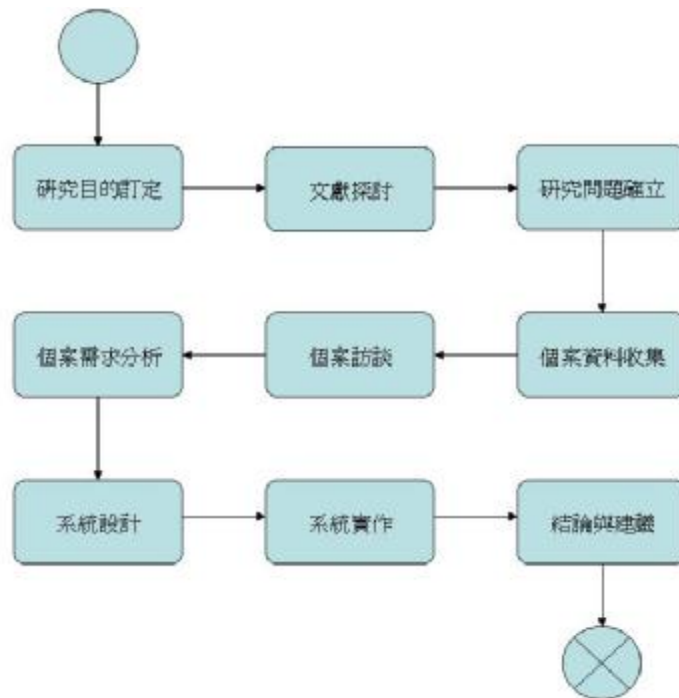 研究目的訂定
文獻探討
研究問題確立
個案資料收集
個案訪談
個案需求分析
系統設計
系統實作
結論與建議